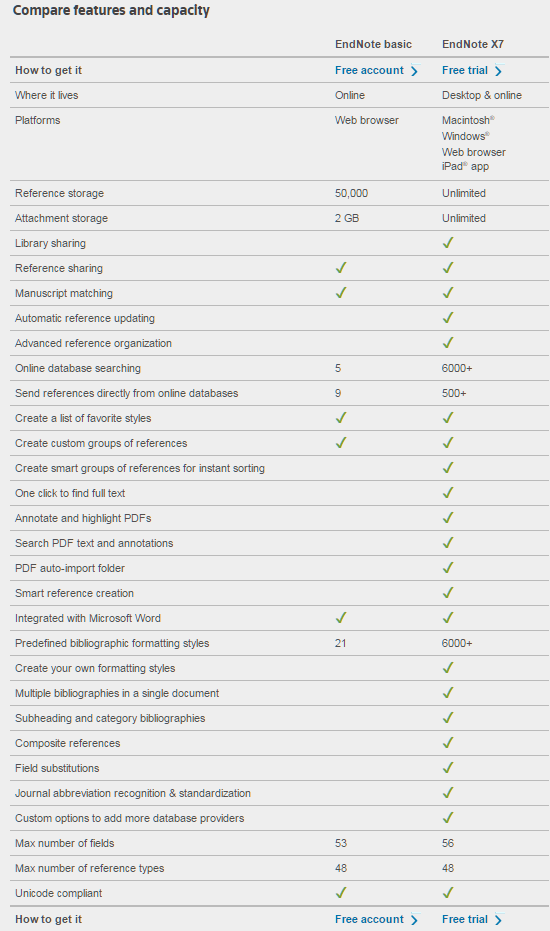 Compare features and capacity
EndNote basic EndNote X7
How to get it Free account Free trial
Where it lives Online Desktop & online
Platforms Web browser Macintosh®
Windows®
Web browser
iPad® app
Reference storage 50,000 Unlimited
Attachment storage 2 GB Unlimited
Library sharing ✓
Reference sharing ✓ ✓
Manuscript matching ✓ ✓
Automatic reference updating ✓
Advanced reference organization ✓
Online database searching 5 6000+
Send references directly from online databases 9 500+
Create a list of favorite styles ✓ ✓
Create custom groups of references ✓ ✓
Create smart groups of references for instant sorting ✓
One click to find full text ✓
Annotate and highlight PDFs ✓
Search PDF text and annotations ✓
PDF auto-import folder ✓
Smart reference creation ✓
Integrated with Microsoft Word ✓ ✓
Predefined bibliographic formatting styles 21 6000+
Create your own formatting styles ✓
Multiple bibliographies in a single document ✓
Subheading and category bibliographies ✓
Composite references ✓
Field substitutions ✓
Journal abbreviation recognition & standardization ✓
Custom options to add more database providers ✓
Max number of fields 53 56
Max number of reference types 48 48
Unicode compliant ✓ ✓
How to get it Free account Free trial